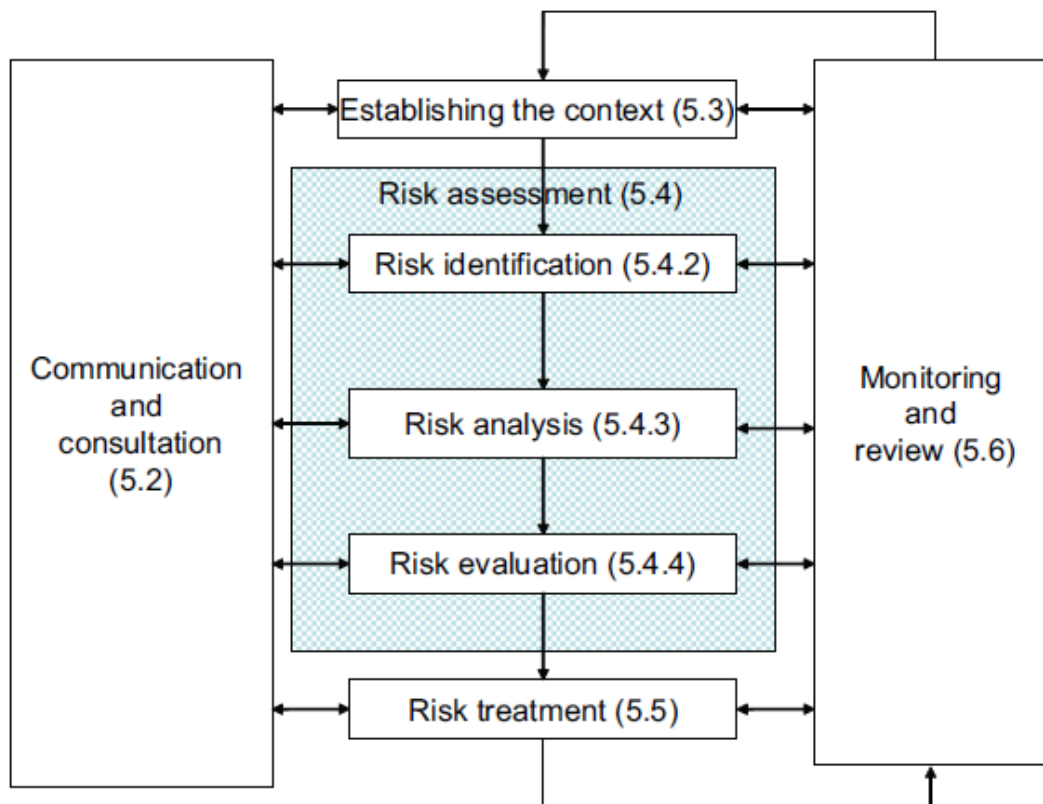 Establishing the context (5.3)
Risk assessment (5.4)
Risk identification (5.4.2)
Communication
and
consultation
(5.2)
Risk analysis (5.4.3)
Monitoring
and
review (5.6)
Risk evaluation (5.4.4)
Risk treatment (5.5)